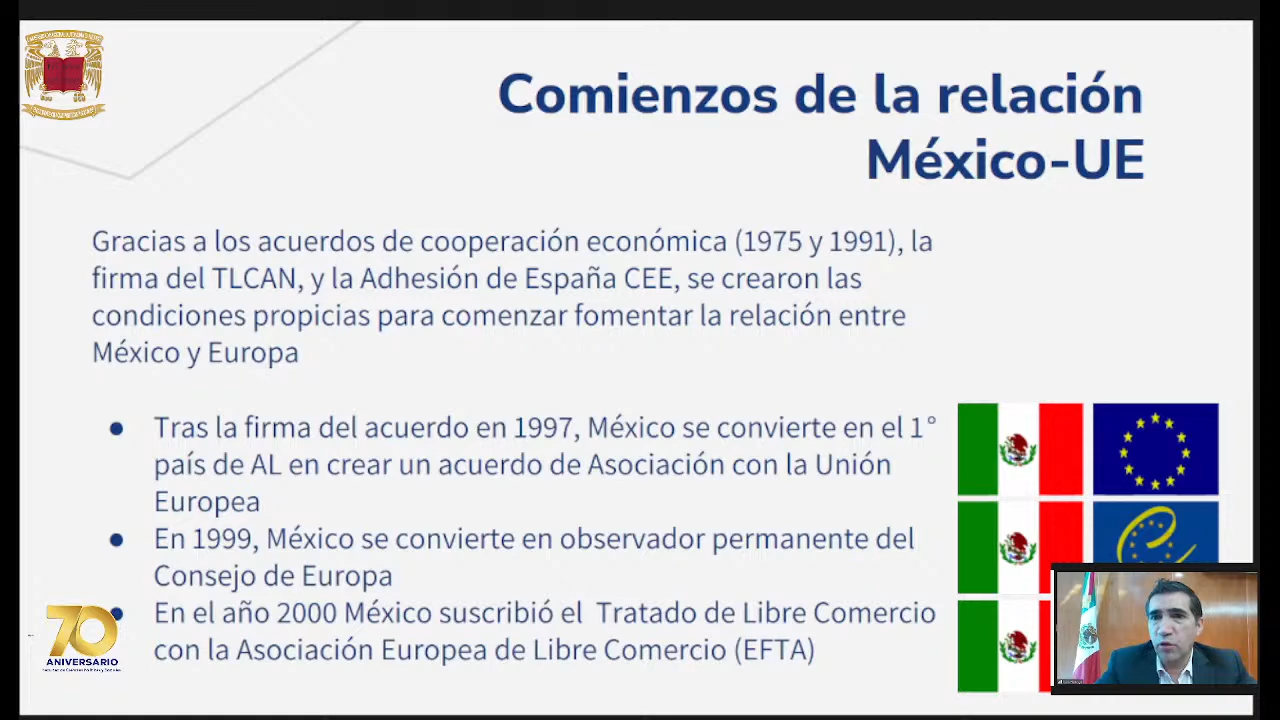 Comienzos de la relación
México-UE
Gracias a los acuerdos de cooperación económica (1975 y 1991), la
firma del TLCAN, y la Adhesión de España CEE, se crearon las
condiciones propicias para comenzar fomentar la relación entre
México y Europa
● Tras la firma del acuerdo en 1997, México se convierte en el 1°
país de AL en crear un acuerdo de Asociación con la Unión
Europea
● En 1999, México se convierte en observador permanente del
Consejo de Europa
● En el año 2000 México suscribió el Tratado de Libre Comercio
con la Asociación Europea de Libre Comercio (EFTA)
70
ANIVERSARIO